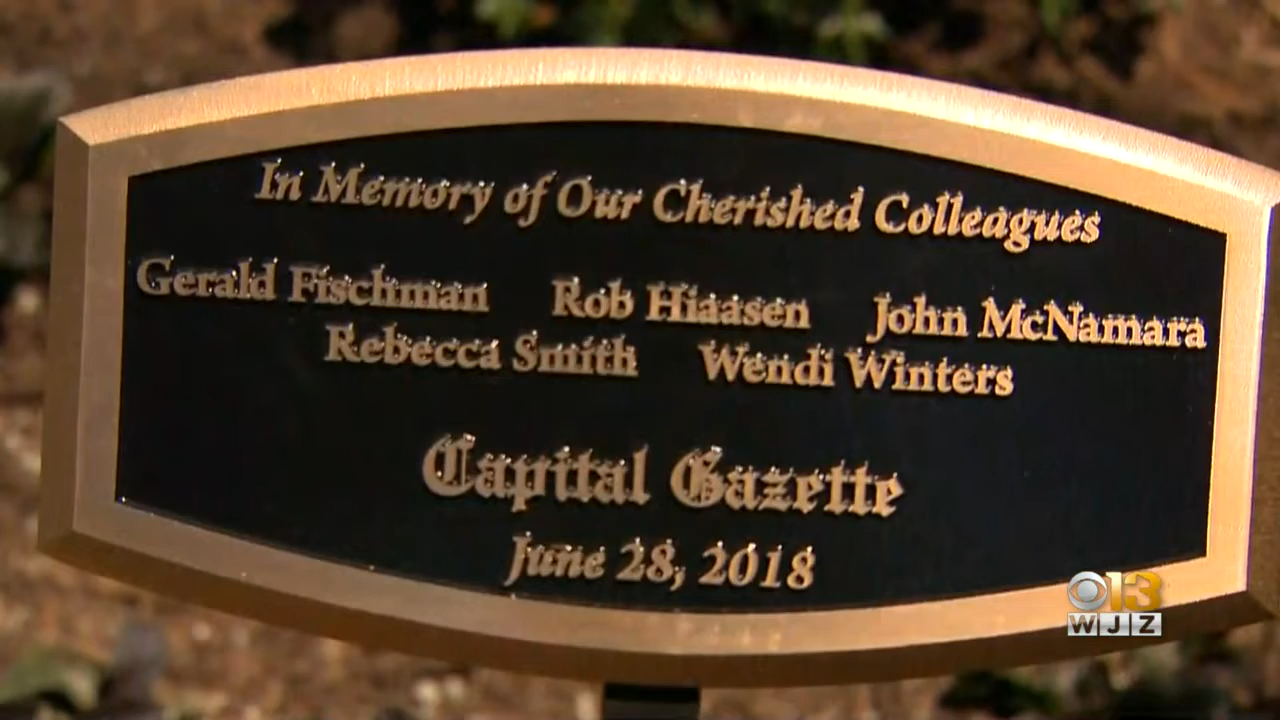 In Memory of Our Cherished Colleagues
Gerald Fischman Rob Hiaasen John McNamara
Rebecca Smith Wendi Winters
Capital Gazette
June 28, 2018
13
WJZ